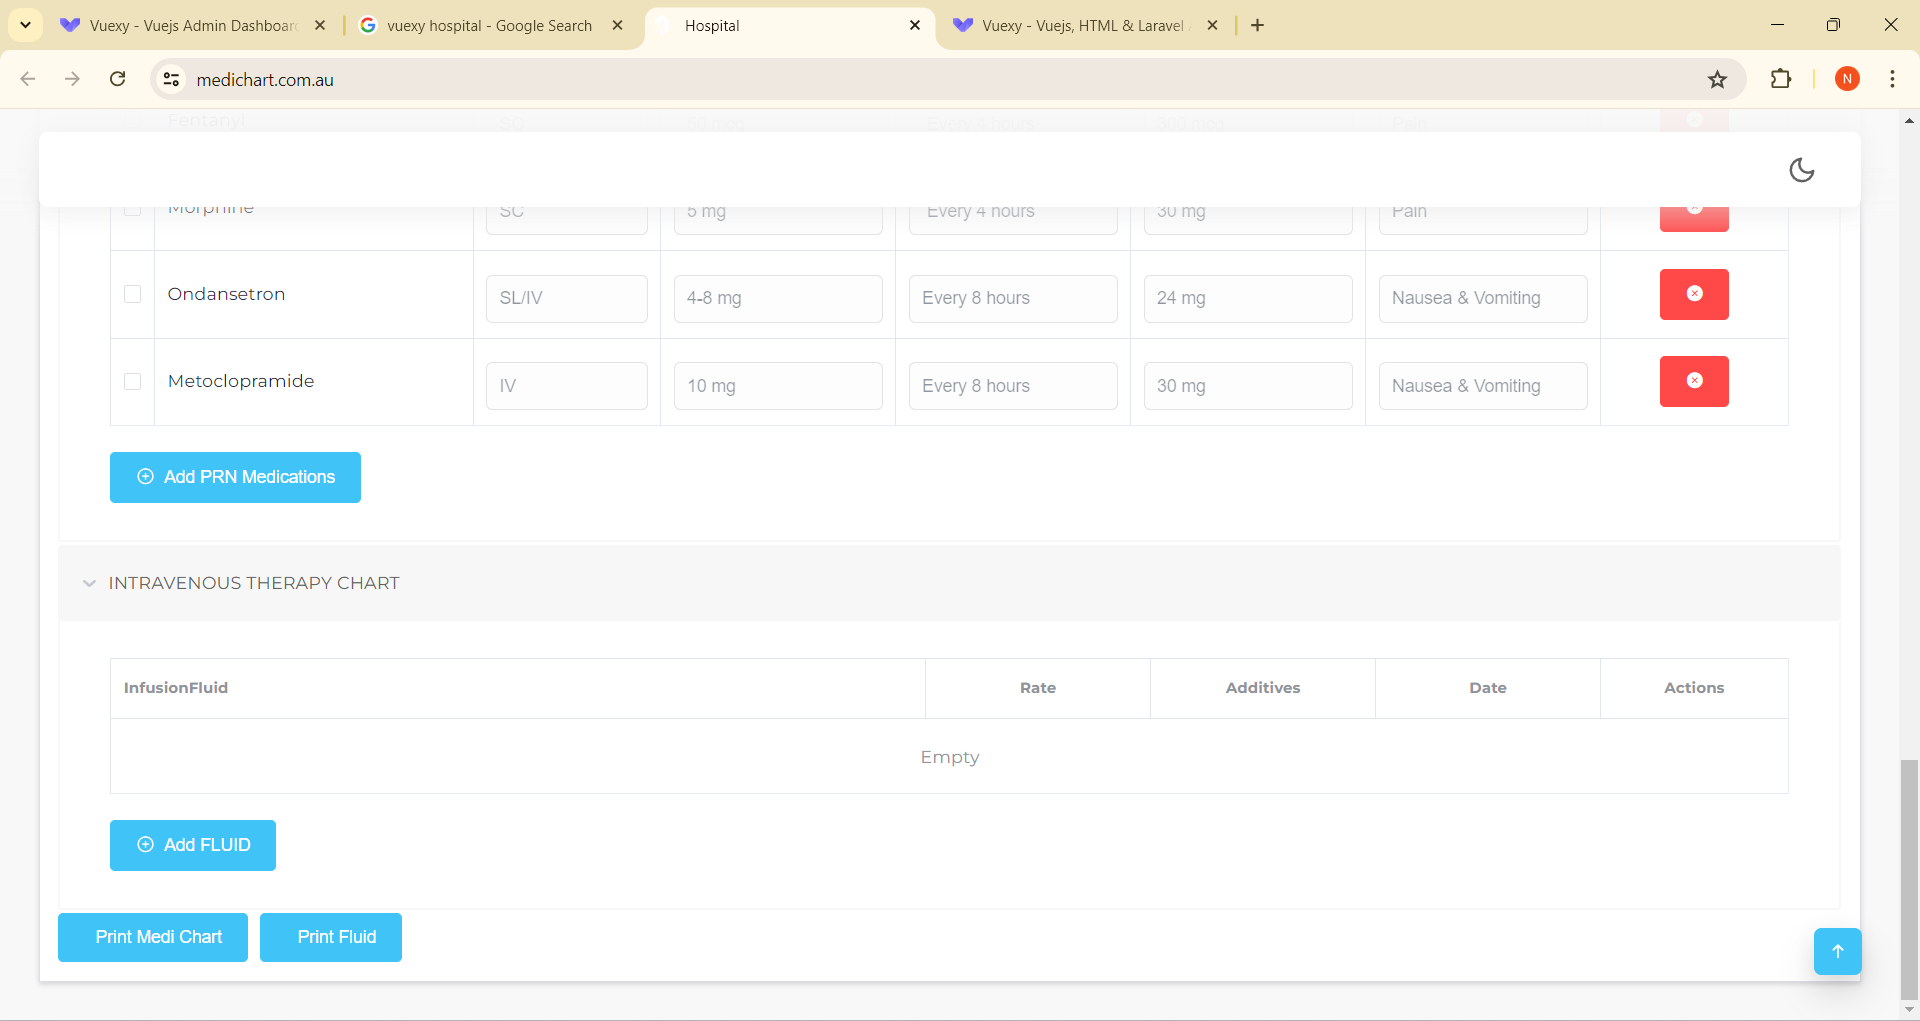 Vuexy - Vuejs Admin Dashboar
vuexy hospital - Google Search
Hospital
Vuexy - Vuejs, HTML & Laravel
medichart.com.au
N
Fentanyl SC 50 mcg Every 4 hours 300 mcg Pain
Morphine SC 5 mg Every 4 hours 30 mg Pain
Ondansetron SL/IV 4-8 mg Every 8 hours 24 mg Nausea & Vomiting
Metoclopramide IV 10 mg Every 8 hours 30 mg Nausea & Vomiting
Add PRN Medications
INTRAVENOUS THERAPY CHART
InfusionFluid Rate Additives Date Actions
Empty
Add FLUID
Print Medi Chart Print Fluid